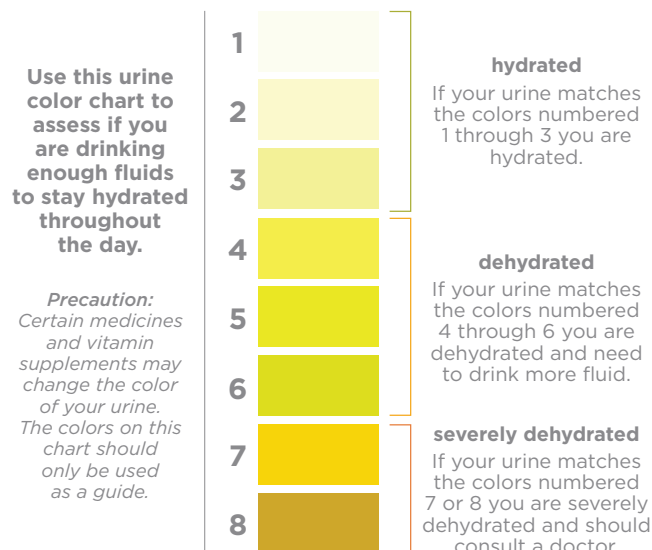 Use this urine
color chart to
assess if you
are drinking
enough fluids
to stay hydrated
throughout
the day.
Precaution:
Certain medicines
and vitamin
supplements may
change the color
of your urine.
The colors on this
chart should
only be used
as a guide.
1
2
3
4
5
6
7
8
hydrated
If your urine matches
the colors numbered
1 through 3 you are
hydrated.
dehydrated
If your urine matches
the colors numbered
4 through 6 you are
dehydrated and need
to drink more fluid.
severely dehydrated
If your urine matches
the colors numbered
7 or 8 you are severely
dehydrated and should
consult a doctor